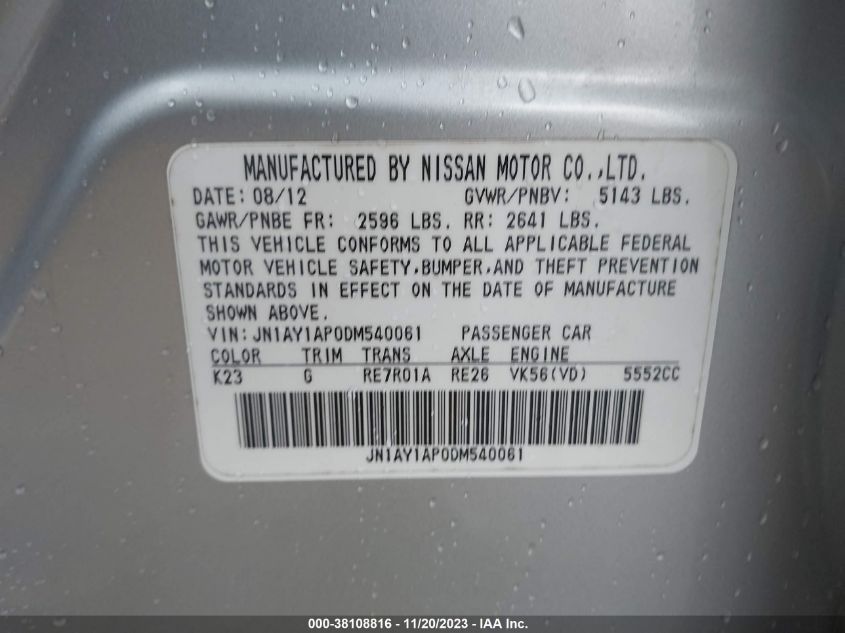 MANUFACTURED BY NISSAN MOTOR CO.,LTD.
DATE: 08/12 GVWR/PNBV: 5143 LBS.
GAWR/PNBE FR: 2596 LBS. RR: 2641 LBS.
THIS VEHICLE CONFORMS TO ALL APPLICABLE FEDERAL
MOTOR VEHICLE SAFETY,BUMPER,AND THEFT PREVENTION
STANDARDS IN EFFECT ON THE DATE OF MANUFACTURE
SHOWN ABOVE.
VIN: JN1AY1AP0DM540061 PASSENGER CAR
COLOR TRIM TRANS AXLE ENGINE
K23 G RE7R01A RE26 VK56(VD) 5552CC
JN1AY1AP0DM540061
000-38108816 - 11/20/2023 - IAAI Inc.